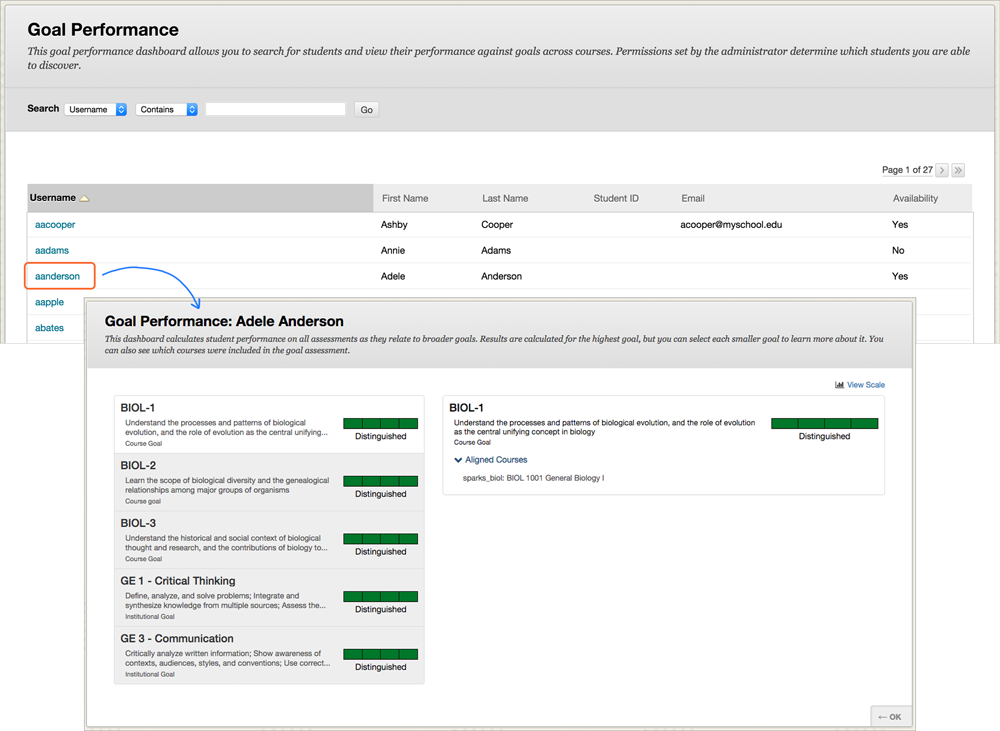 Goal Performance
This goal performance dashboard allows you to search for students and view their performance against goals across courses. Permissions set by the administrator determine which students you are able
to discover.
Search Username Contains Go
Page 1 of 27
Username First Name Last Name Student ID Email Availability
aacooper Ashby Cooper acooper@myschool.edu Yes
aadams Annie Adams No
aanderson Adele Anderson Yes
aapple
abates
Goal Performance: Adele Anderson
This dashboard calculates student performance on all assessments as they relate to broader goals. Results are calculated for the highest goal, but you can select each smaller goal to learn more about it. You
can also see which courses were included in the goal assessment.
View Scale
BIOL-1
Understand the processes and patterns of biological
evolution, and the role of evolution as the central unifying...
Course Goal
Distinguished
BIOL-2
Learn the scope of biological diversity and the genealogical
relationships among major groups of organisms
Course goal
Distinguished
BIOL-3
Understand the historical and social context of biological
thought and research, and the contributions of biology to...
Course Goal
Distinguished
GE 1 - Critical Thinking
Define, analyze, and solve problems; Integrate and
synthesize knowledge from multiple sources; Assess the...
Institutional Goal
Distinguished
GE 3 - Communication
Critically analyze written information; Show awareness of
contexts, audiences, styles, and conventions; Use correct...
Institutional Goal
Distinguished
BIOL-1
Understand the processes and patterns of biological evolution, and the role of evolution
as the central unifying concept in biology
Course Goal
Distinguished
Aligned Courses
sparks_biol: BIOL 1001 General Biology I
← OK